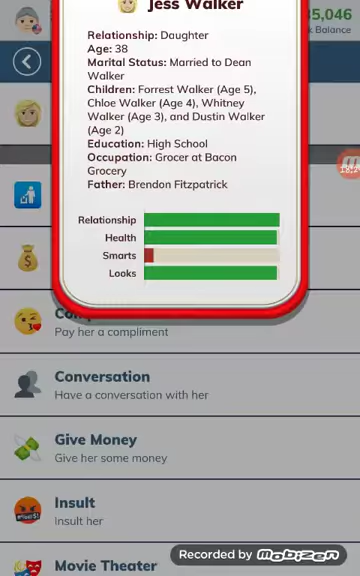 Jess Walker
35,046
Balance
Relationship: Daughter
Age: 38
Marital Status: Married to Dean
Walker
Children: Forrest Walker (Age 5),
Chloe Walker (Age 4), Whitney
Walker (Age 3), and Dustin Walker
(Age 2)
Education: High School
Occupation: Grocer at Bacon
Grocery
Father: Brendon Fitzpatrick
Relationship
Health
Smarts
Looks
Pay her a compliment
Conversation
Have a conversation with her
Give Money
Give her some money
Insult
Insult her
Movie Theater
Recorded by Mobizen